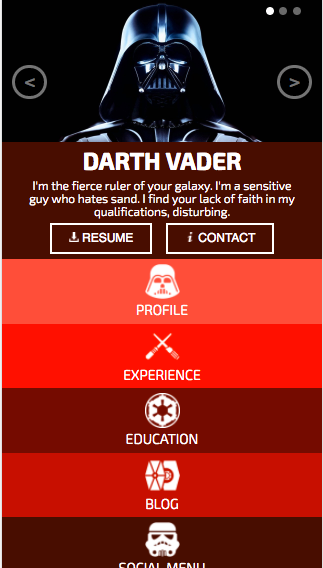 DARTH VADER
I'm the fierce ruler of your galaxy. I'm a sensitive
guy who hates sand. I find your lack of faith in my
qualifications, disturbing.
RESUME
CONTACT
PROFILE
EXPERIENCE
EDUCATION
BLOG
SOCIAL MENU